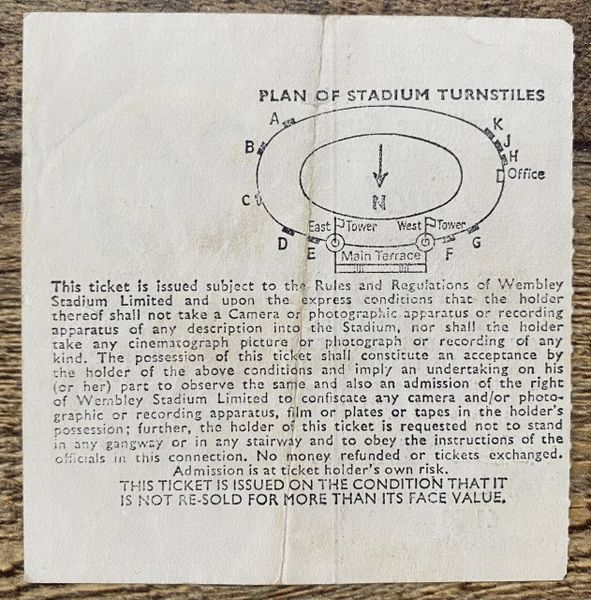 PLAN OF STADIUM TURNSTILES
A
K
B
J
H
Office
C
N
East Tower
West Tower
D
E
F
G
Main Terrace
This ticket is issued subject to the Rules and Regulations of Wembley
Stadium Limited and upon the express conditions that the holder
thereof shall not take a Camera or photographic apparatus or recording
apparatus of any description into the Stadium, nor shall the holder
take any cinematograph picture or photograph or recording of any
kind. The possession of this ticket shall constitute an acceptance by
the holder of the above conditions and imply an undertaking on his
(or her) part to observe the same and also an admission of the right
of Wembley Stadium Limited to confiscate any camera and/or photo-
graphic or recording apparatus, film or plates or tapes in the holder's
possession; further, the holder of this ticket is requested not to stand
in any gangway or in any stairway and to obey the instructions of the
officials in this connection. No money refunded or tickets exchanged.
Admission is at ticket holder's own risk.
THIS TICKET IS ISSUED ON THE CONDITION THAT IT
IS NOT RE-SOLD FOR MORE THAN ITS FACE VALUE.